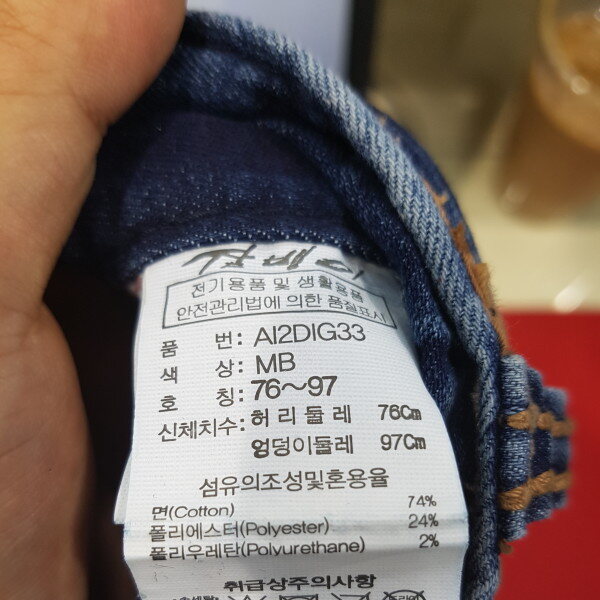 전기용품 및 생활용품
안전관리법에 의한 품질표시
품 번: AI2DIG33
색 상: MB
호 칭: 76~97
신체치수: 허리둘레 76Cm
엉덩이둘레 97Cm
섬유의조성및혼용율
면(Cotton) 74%
폴리에스터(Polyester) 24%
폴리우레탄(Polyurethane) 2%
취급상주의사항